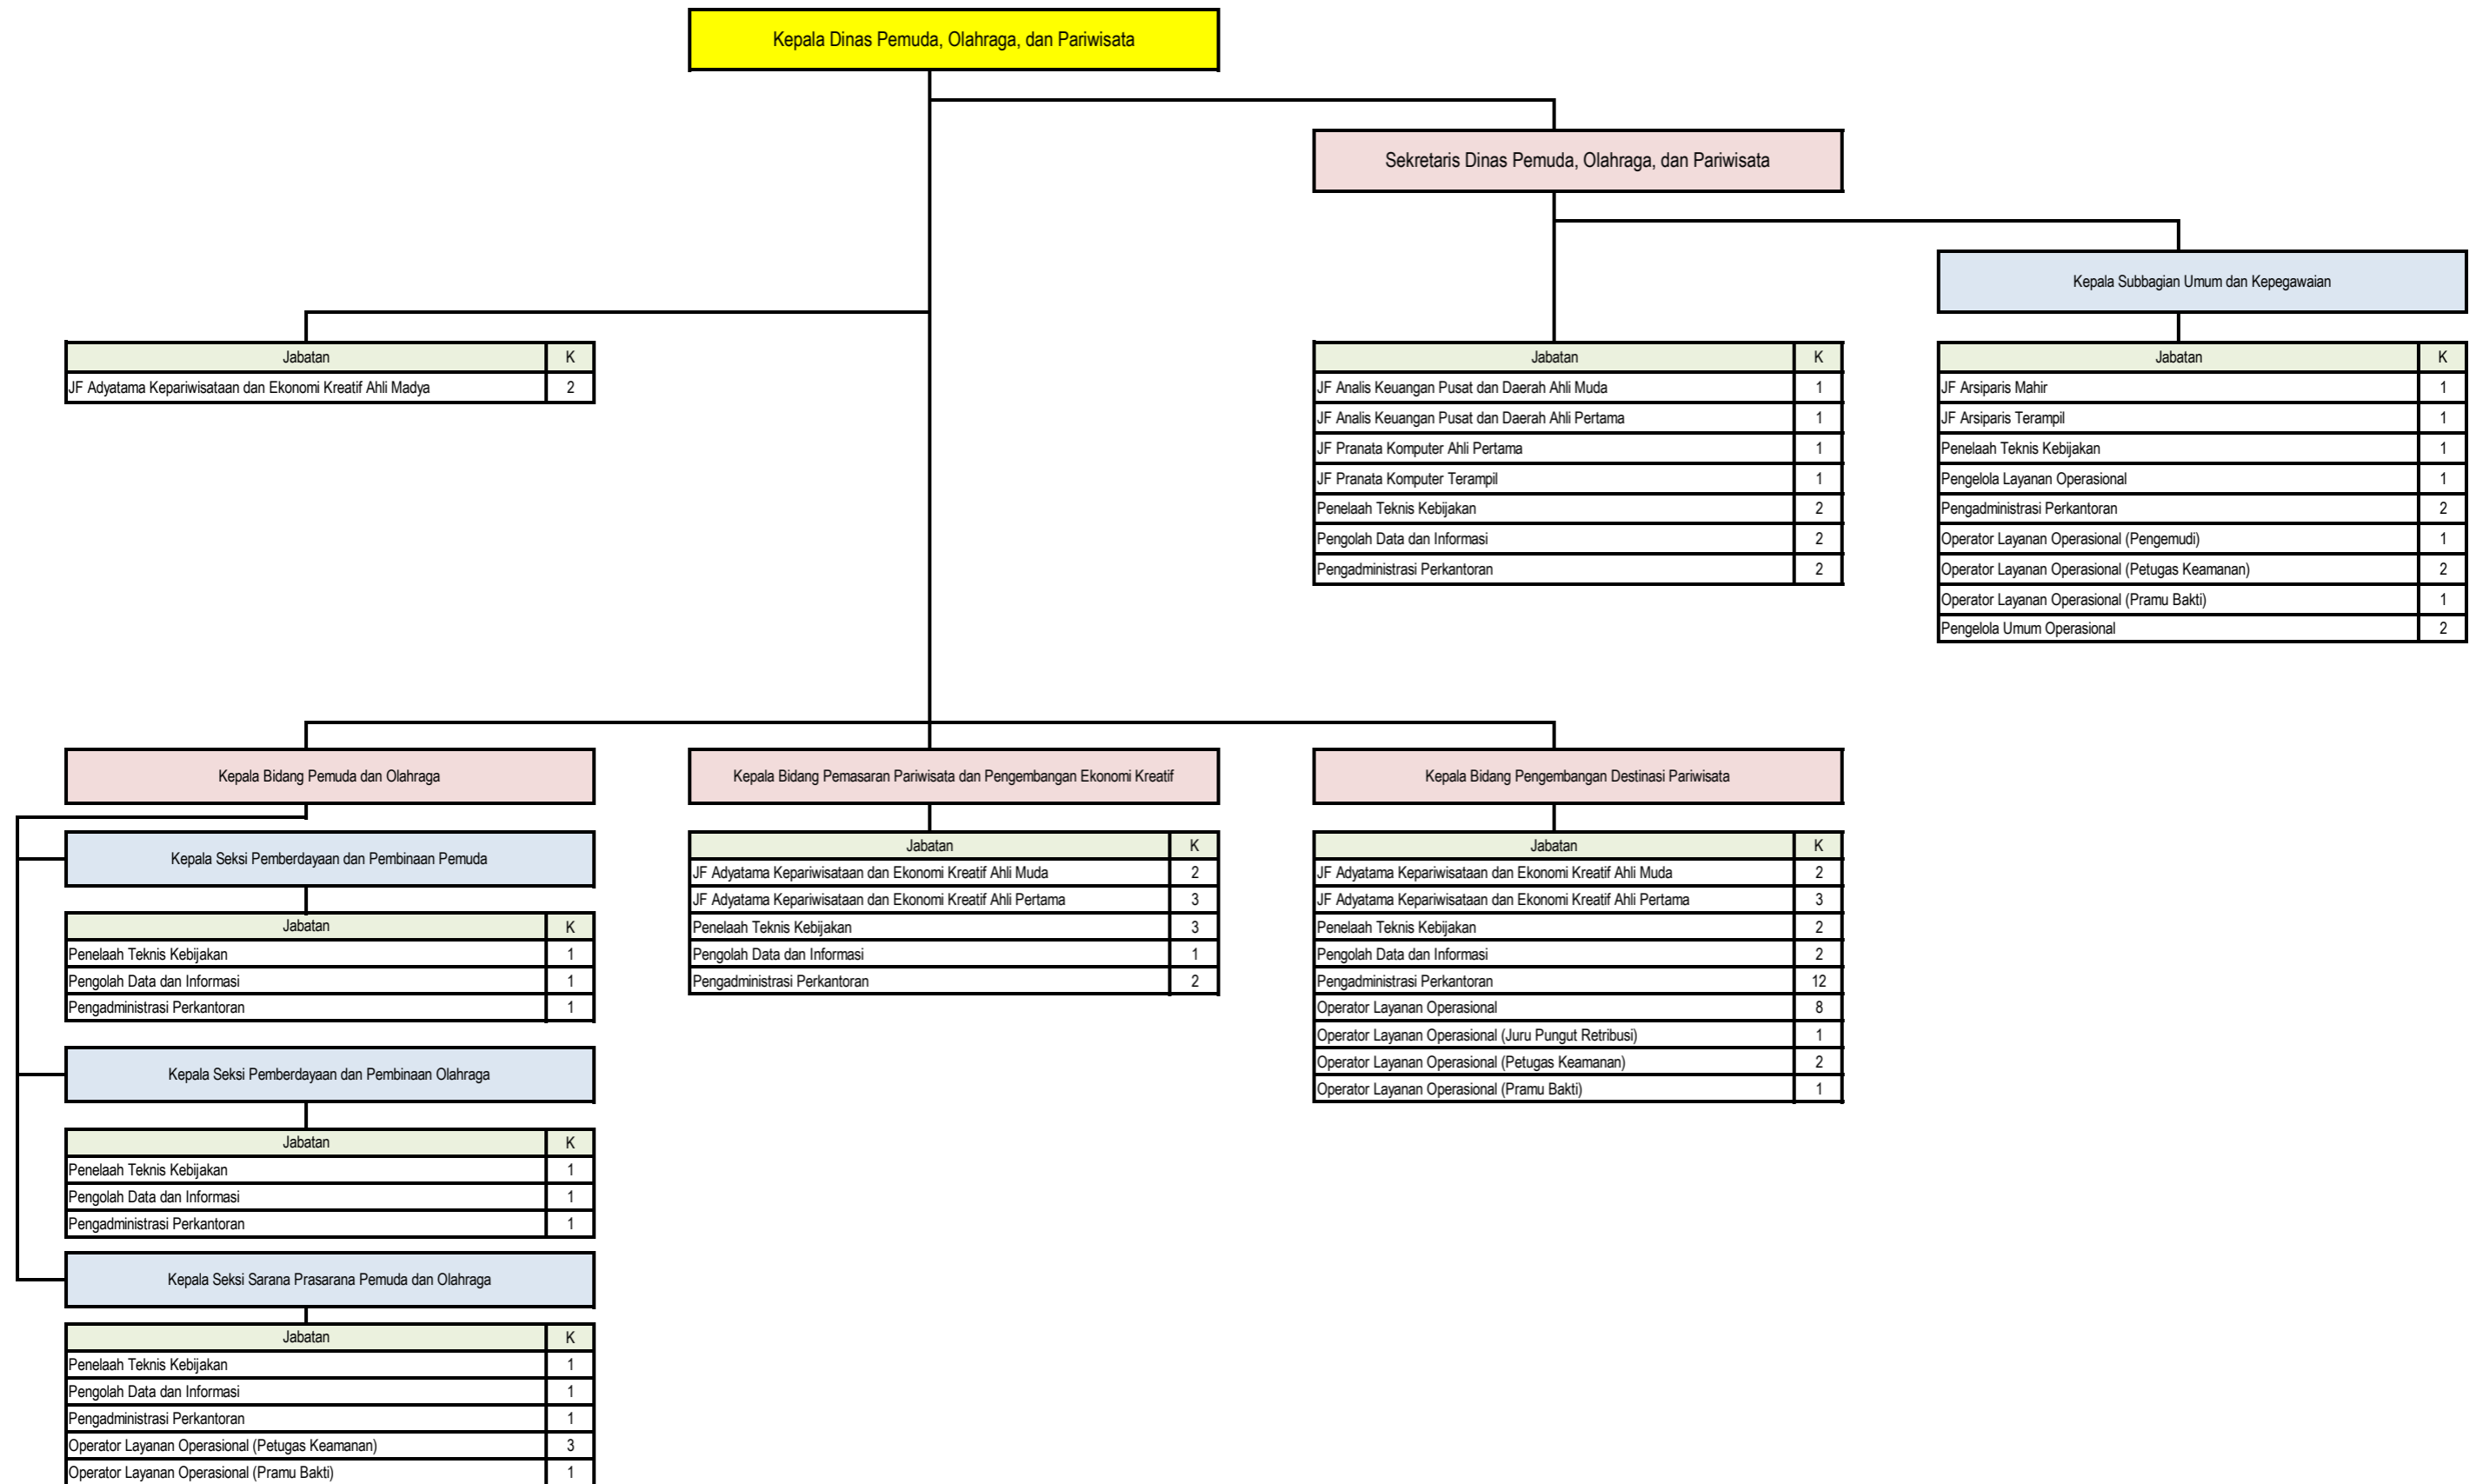 Kepala Dinas Pemuda, Olahraga, dan Pariwisata
Sekretaris Dinas Pemuda, Olahraga, dan Pariwisata
Kepala Subbagian Umum dan Kepegawaian
Jabatan K
JF Adyatama Kepariwisataan dan Ekonomi Kreatif Ahli Madya 2
Jabatan K
JF Analis Keuangan Pusat dan Daerah Ahli Muda 1
JF Analis Keuangan Pusat dan Daerah Ahli Pertama 1
JF Pranata Komputer Ahli Pertama 1
JF Pranata Komputer Terampil 1
Penelaah Teknis Kebijakan 2
Pengolah Data dan Informasi 2
Pengadministrasi Perkantoran 2
Jabatan K
JF Arsiparis Mahir 1
JF Arsiparis Terampil 1
Penelaah Teknis Kebijakan 1
Pengelola Layanan Operasional 1
Pengadministrasi Perkantoran 2
Operator Layanan Operasional (Pengemudi) 1
Operator Layanan Operasional (Petugas Keamanan) 2
Operator Layanan Operasional (Pramu Bakti) 1
Pengelola Umum Operasional 2
Kepala Bidang Pemuda dan Olahraga
Kepala Seksi Pemberdayaan dan Pembinaan Pemuda
Jabatan K
Penelaah Teknis Kebijakan 1
Pengolah Data dan Informasi 1
Pengadministrasi Perkantoran 1
Kepala Seksi Pemberdayaan dan Pembinaan Olahraga
Jabatan K
Penelaah Teknis Kebijakan 1
Pengolah Data dan Informasi 1
Pengadministrasi Perkantoran 1
Kepala Seksi Sarana Prasarana Pemuda dan Olahraga
Jabatan K
Penelaah Teknis Kebijakan 1
Pengolah Data dan Informasi 1
Pengadministrasi Perkantoran 1
Operator Layanan Operasional (Petugas Keamanan) 3
Operator Layanan Operasional (Pramu Bakti) 1
Kepala Bidang Pemasaran Pariwisata dan Pengembangan Ekonomi Kreatif
Jabatan K
JF Adyatama Kepariwisataan dan Ekonomi Kreatif Ahli Muda 2
JF Adyatama Kepariwisataan dan Ekonomi Kreatif Ahli Pertama 3
Penelaah Teknis Kebijakan 3
Pengolah Data dan Informasi 1
Pengadministrasi Perkantoran 2
Kepala Bidang Pengembangan Destinasi Pariwisata
Jabatan K
JF Adyatama Kepariwisataan dan Ekonomi Kreatif Ahli Muda 2
JF Adyatama Kepariwisataan dan Ekonomi Kreatif Ahli Pertama 3
Penelaah Teknis Kebijakan 2
Pengolah Data dan Informasi 2
Pengadministrasi Perkantoran 12
Operator Layanan Operasional 8
Operator Layanan Operasional (Juru Pungut Retribusi) 1
Operator Layanan Operasional (Petugas Keamanan) 2
Operator Layanan Operasional (Pramu Bakti) 1